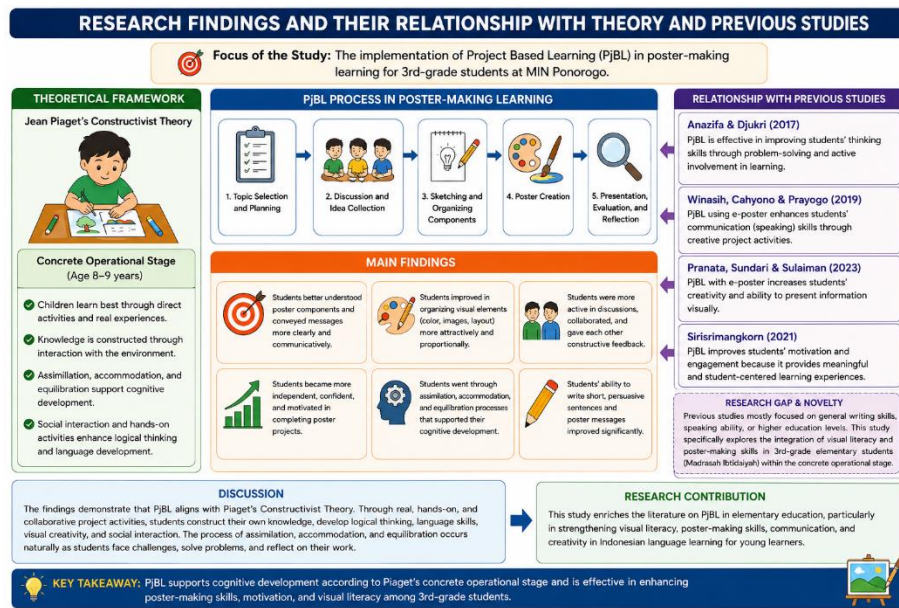 RESEARCH FINDINGS AND THEIR RELATIONSHIP WITH THEORY AND PREVIOUS STUDIES
Focus of the Study: The implementation of Project Based Learning (PjBL) in poster-making
learning for 3rd-grade students at MIN Ponorogo.
THEORETICAL FRAMEWORK
Jean Piaget's Constructivist Theory
Concrete Operational Stage
(Age 8–9 years)
Children learn best through direct
activities and real experiences.
Knowledge is constructed through
interaction with the environment.
Assimilation, accommodation, and
equilibration support cognitive
development.
Social interaction and hands-on
activities enhance logical thinking
and language development.
PjBL PROCESS IN POSTER-MAKING LEARNING
1. Topic Selection
and Planning
2. Discussion and
Idea Collection
3. Sketching and
Organizing
Components
4. Poster Creation
5. Presentation,
Evaluation, and
Reflection
MAIN FINDINGS
Students better understood
poster components and
conveyed messages
more clearly and
communicatively.
Students improved in
organizing visual elements
(color, images, layout)
more attractively and
proportionally.
Students were more
active in discussions,
collaborated, and
gave each other
constructive feedback.
Students became more
independent, confident,
and motivated in
completing poster
projects.
Students went through
assimilation, accommodation,
and equilibration processes
that supported their
cognitive development.
Students' ability to
write short, persuasive
sentences and
poster messages
improved significantly.
RELATIONSHIP WITH PREVIOUS STUDIES
Anazifa & Djukri (2017)
PjBL is effective in improving students' thinking
skills through problem-solving and active
involvement in learning.
Winasih, Cahyono & Prayogo (2019)
PjBL using e-poster enhances students'
communication (speaking) skills through
creative project activities.
Pranata, Sundari & Sulaiman (2023)
PjBL with e-poster increases students'
creativity and ability to present information
visually.
Sirisrimangkorn (2021)
PjBL improves students' motivation and
engagement because it provides meaningful
and student-centered learning experiences.
RESEARCH GAP & NOVELTY
Previous studies mostly focused on general writing skills,
speaking ability, or higher education levels. This study
specifically explores the integration of visual literacy and
poster-making skills in 3rd-grade elementary students
(Madrasah Ibtidaiyah) within the concrete operational stage.
DISCUSSION
The findings demonstrate that PjBL aligns with Piaget's Constructivist Theory. Through real, hands-on, and
collaborative project activities, students construct their own knowledge, develop logical thinking, language skills,
visual creativity, and social interaction. The process of assimilation, accommodation, and equilibration occurs
naturally as students face challenges, solve problems, and reflect on their work.
RESEARCH CONTRIBUTION
This study enriches the literature on PjBL in elementary education, particularly
in strengthening visual literacy, poster-making skills, communication, and
creativity in Indonesian language learning for young learners.
KEY TAKEAWAY: PjBL supports cognitive development according to Piaget's concrete operational stage and is effective in enhancing
poster-making skills, motivation, and visual literacy among 3rd-grade students.